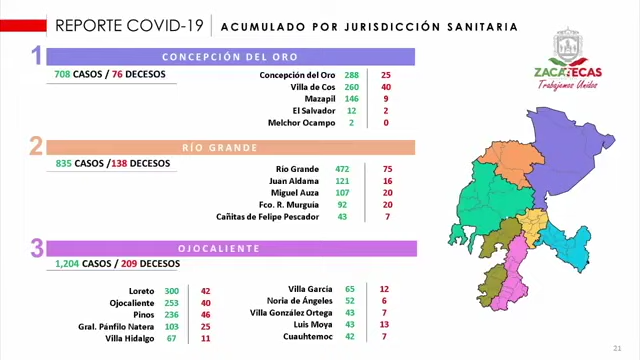 REPORTE COVID-19 | ACUMULADO POR JURISDICCIÓN SANITARIA
ZACATECAS
Trabajemos Unidos
1 CONCEPCIÓN DEL ORO
708 CASOS / 76 DECESOS
Concepción del Oro 288 25
Villa de Cos 260 40
Mazapil 146 9
El Salvador 12 2
Melchor Ocampo 2 0
2 RÍO GRANDE
835 CASOS /138 DECESOS
Río Grande 472 75
Juan Aldama 121 16
Miguel Auza 107 20
Fco. R. Murguía 92 20
Cañitas de Felipe Pescador 43 7
3 OJOCALIENTE
1,204 CASOS / 209 DECESOS
Loreto 300 42
Ojocaliente 253 40
Pinos 236 46
Gral. Pánfilo Natera 103 25
Villa Hidalgo 67 11
Villa García 65 12
Noria de Ángeles 52 6
Villa González Ortega 43 7
Luis Moya 43 13
Cuauhtemoc 42 7
21